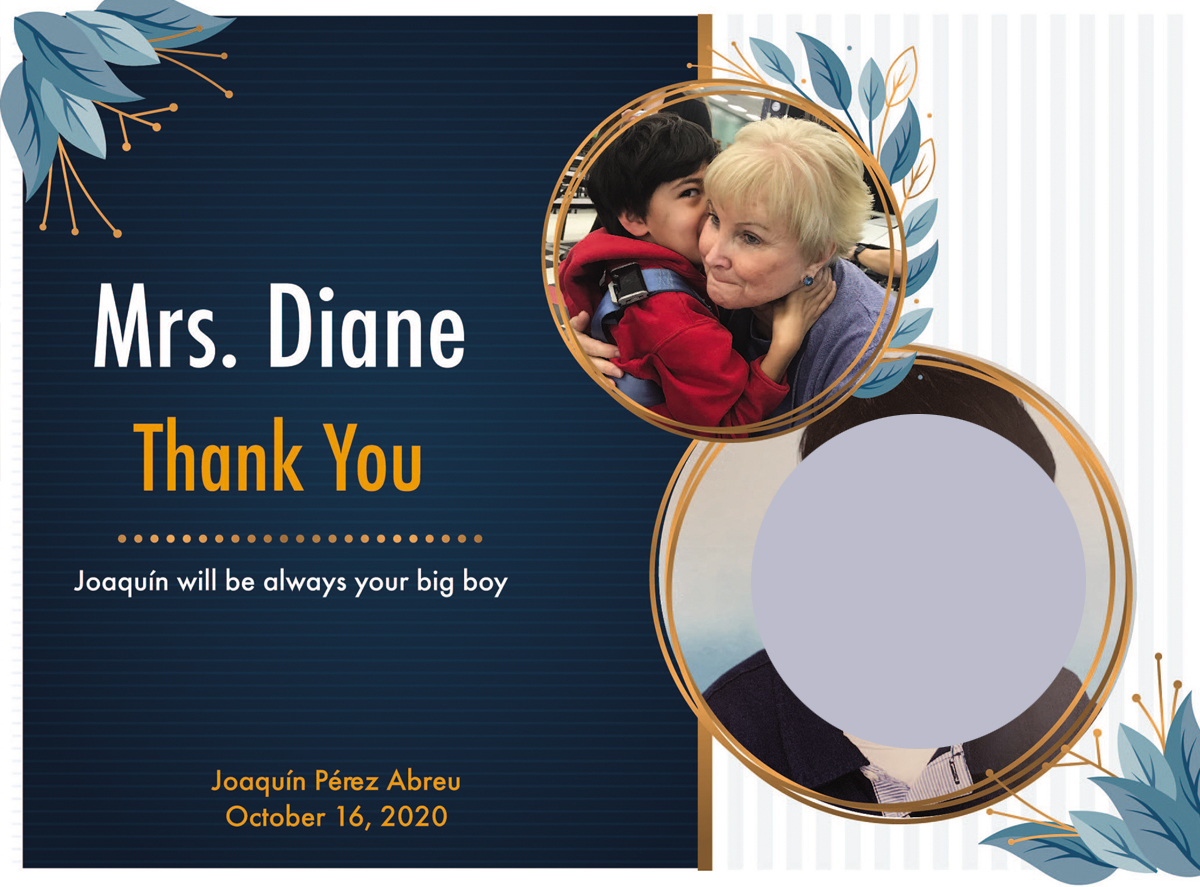 Mrs. Diane
Thank You
Joaquín will be always your big boy
Joaquín Pérez Abreu
October 16, 2020